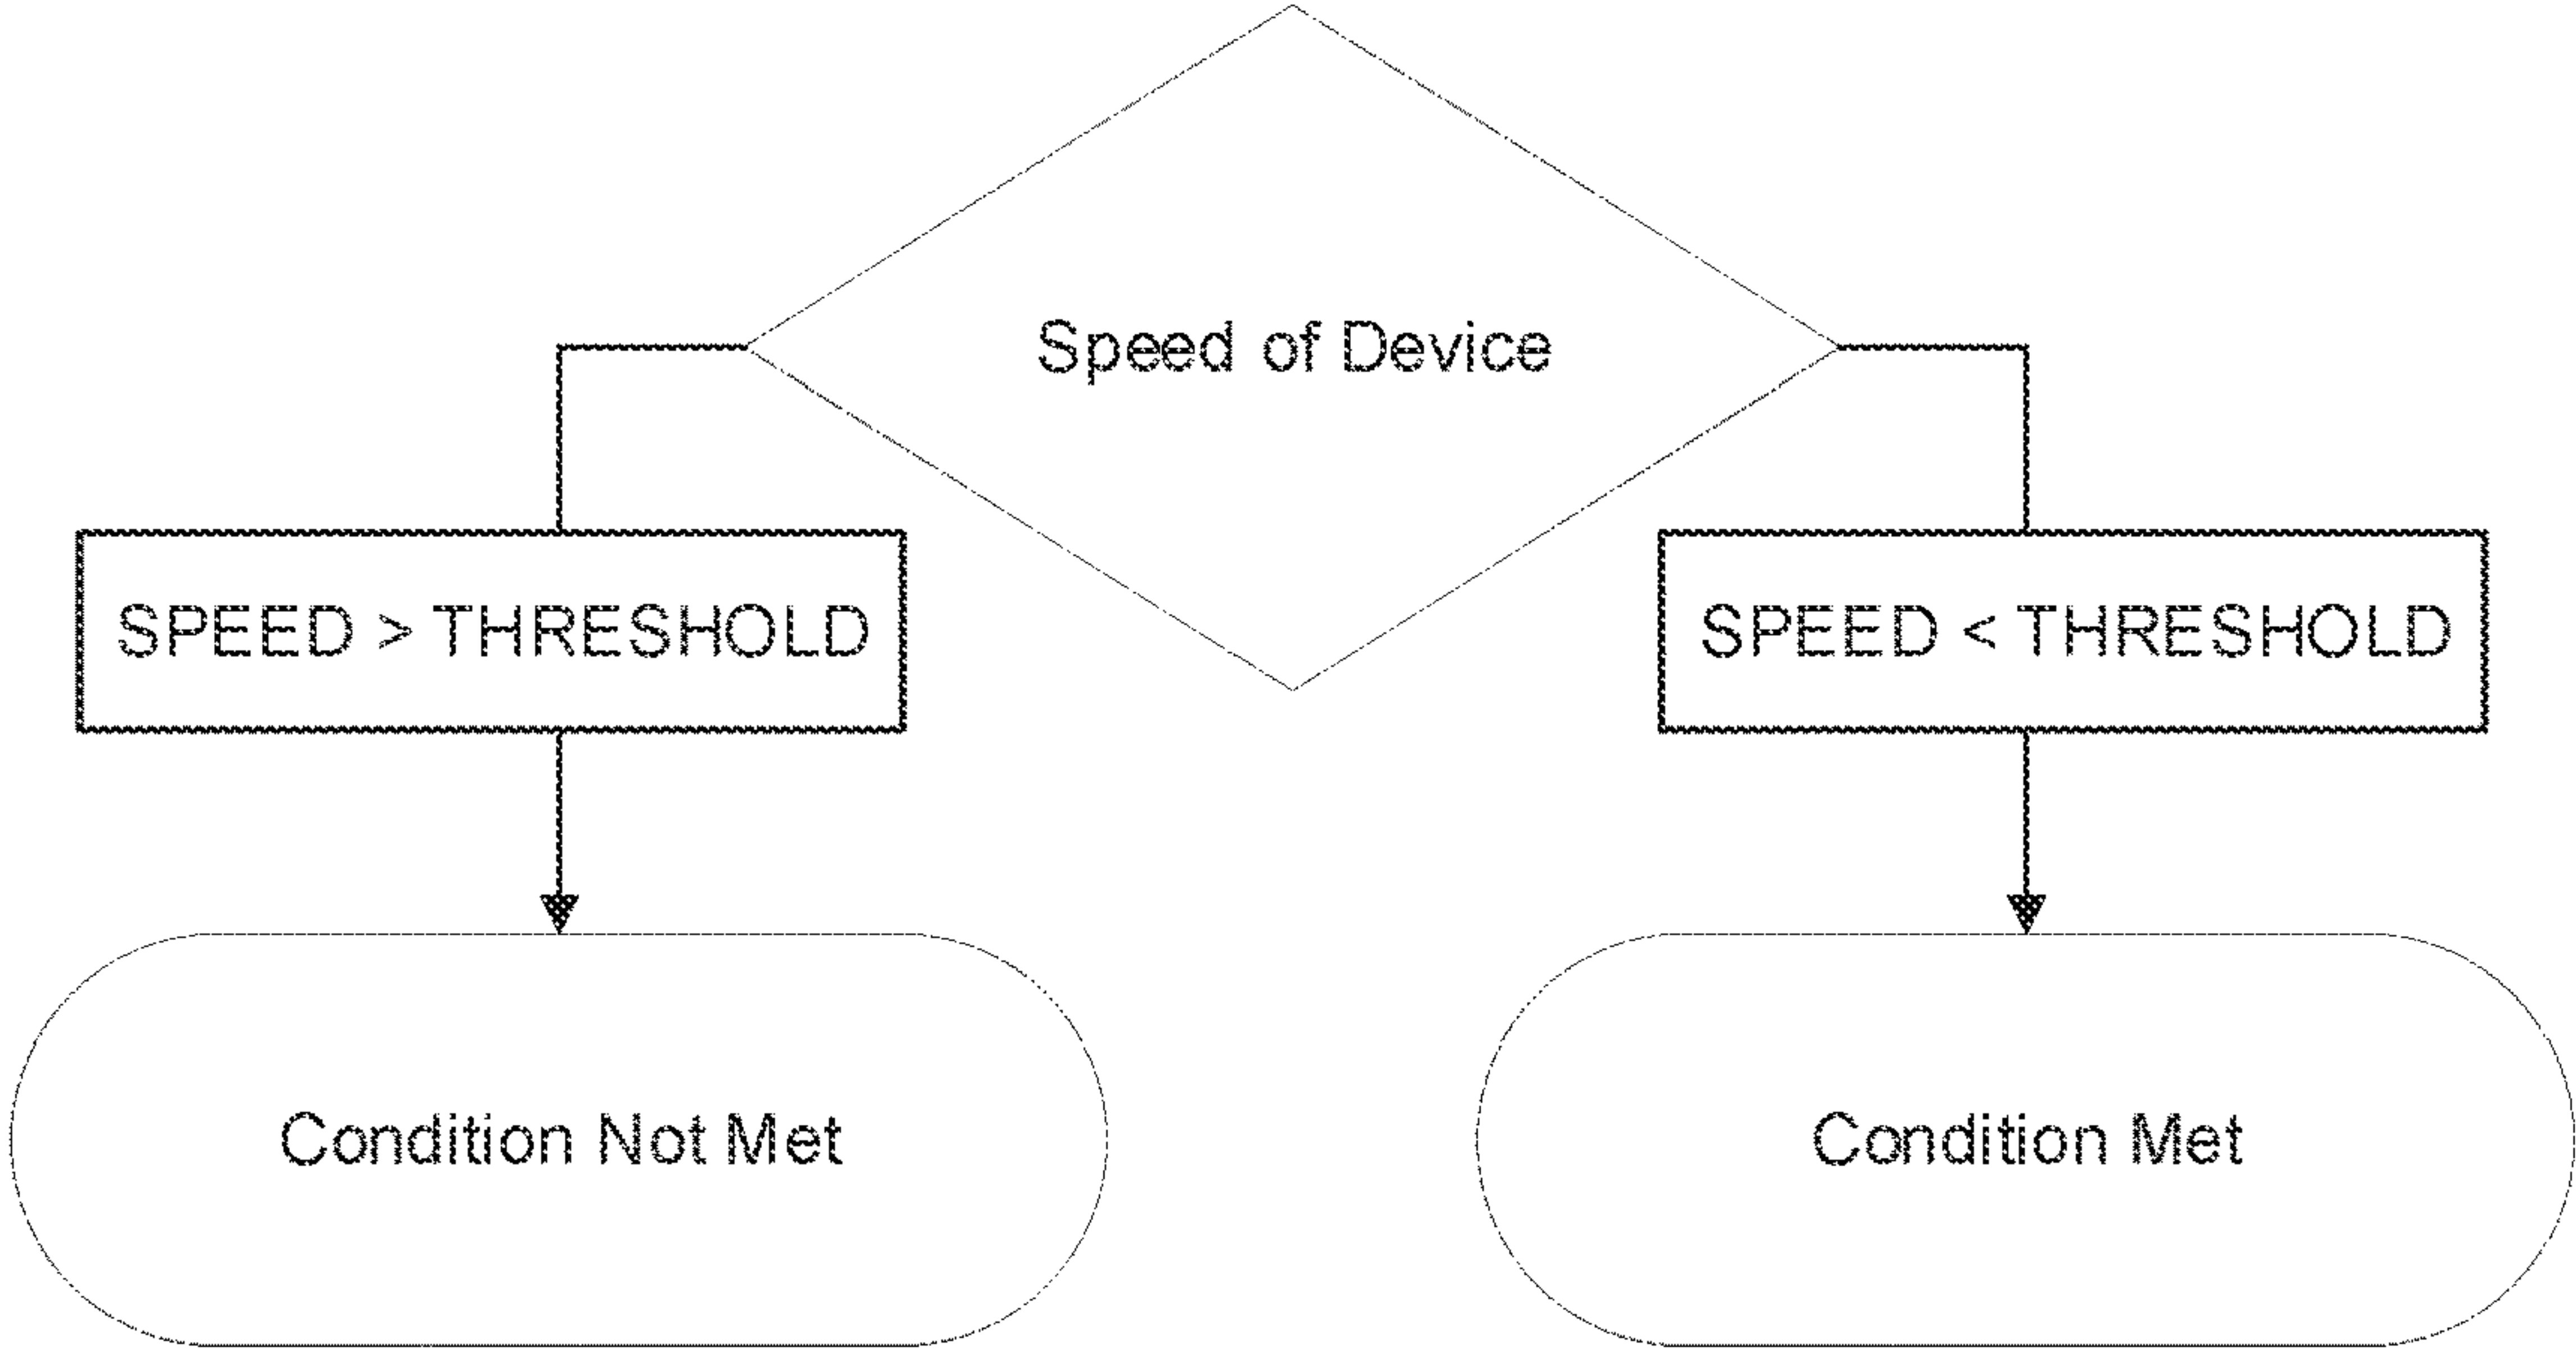 Speed of Device
SPEED > THRESHOLD
SPEED < THRESHOLD
Condition Not Met
Condition Met